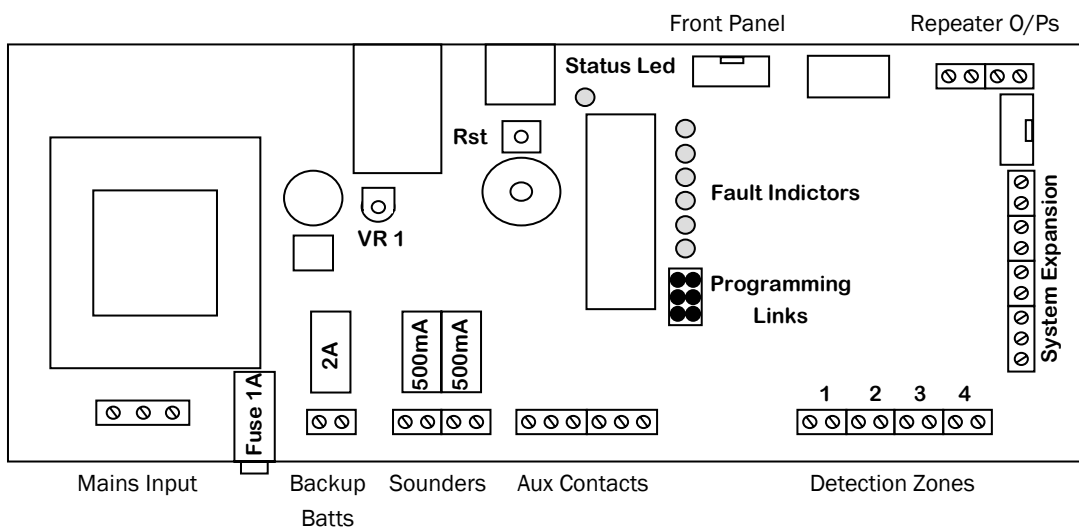 Front Panel
Repeater O/Ps
Status Led
Rst
Fault Indictors
VR 1
System Expansion
Programming
Links
2A
500mA
500mA
Fuse 1A
1 2 3 4
Mains Input
Backup
Batts
Sounders
Aux Contacts
Detection Zones